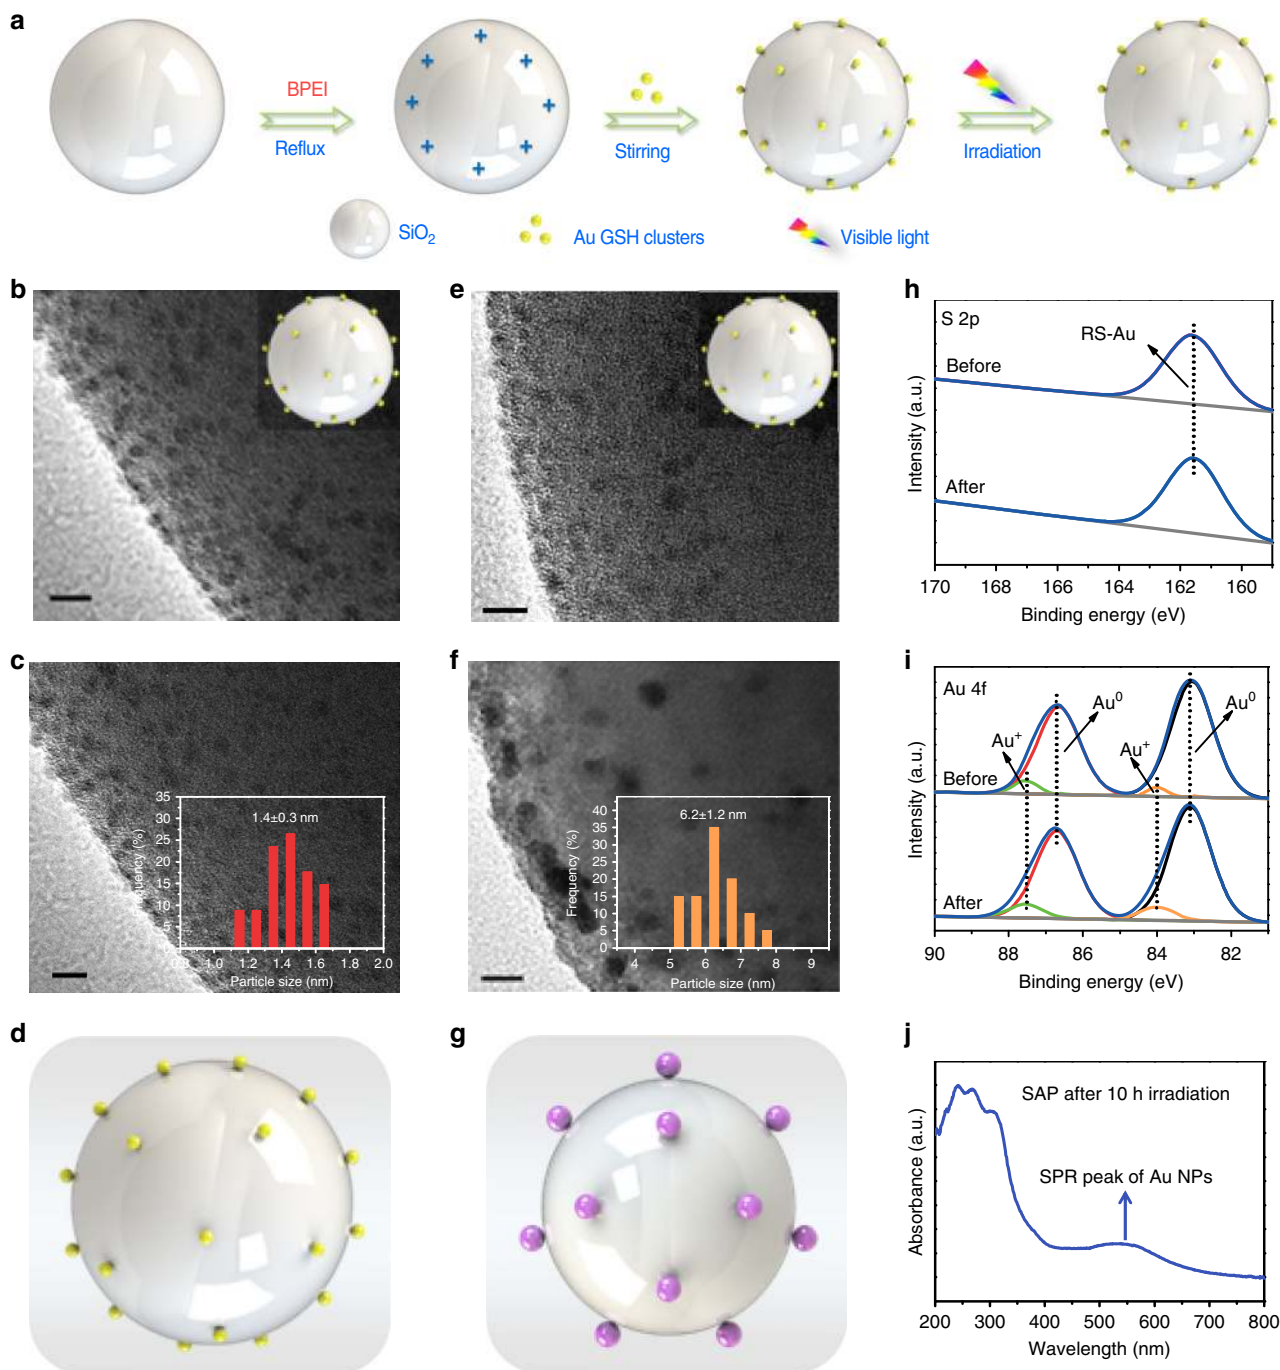 a
BPEI
Reflux
Stirring
Irradiation
SiO₂
Au GSH clusters
Visible light
b
e
h
S 2p
RS-Au
Before
After
Intensity (a.u.)
170 168 166 164 162 160
Binding energy (eV)
c
35
30
25
20
15
10
5
0
Frequency (%)
1.4±0.3 nm
0.8 1.0 1.2 1.4 1.6 1.8 2.0
Particle size (nm)
f
40
35
30
25
20
15
10
5
0
Frequency (%)
6.2±1.2 nm
4 5 6 7 8 9
Particle size (nm)
i
Au 4f
Au⁰
Au⁰
Au⁺
Au⁺
Before
After
Intensity (a.u.)
90 88 86 84 82
Binding energy (eV)
d
g
j
SAP after 10 h irradiation
SPR peak of Au NPs
Absorbance (a.u.)
200 300 400 500 600 700 800
Wavelength (nm)